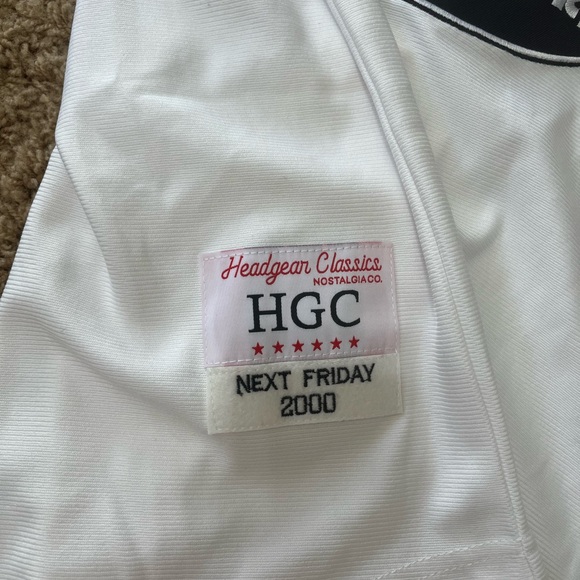 Headgear Classics
NOSTALGIA CO.
HGC
NEXT FRIDAY
2000